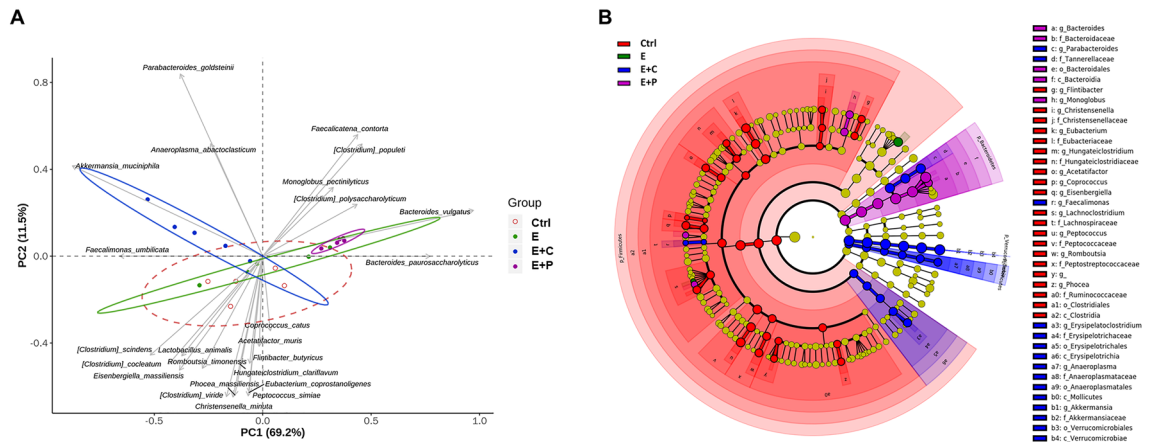 A
B
Parabacteroides_goldsteinii
0.8
Faecalicatena_contorta
Anaeroplasma_abactoclasticum
[Clostridium]_populeti
Akkermansia_muciniphila
0.4
Monoglobus_pectinilyticus
[Clostridium]_polysaccharolyticum
Bacteroides_vulgatus
Faecalimonas_umbilicata
0.0
Bacteroides_paurosaccharolyticus
PC2 (11.5%)
Coprococcus_catus
Acetatifactor_muris
-0.4
[Clostridium]_scindens
Lactobacillus_animalis
Flintibacter_butyricus
[Clostridium]_cocleatum
Romboutsia_timonensis
Eisenbergiella_massiliensis
Hungateiclostridium_clariflavum
Phocea_massiliensis
Eubacterium_coprostanoligenes
[Clostridium]_viride
Peptococcus_simiae
Christensenella_minuta
-0.5
0.0
0.5
1.0
PC1 (69.2%)
Group
Ctrl
E
E+C
E+P
Ctrl
E
E+C
E+P
p_Firmicutes
p_Bacteroidetes
a: g_Bacteroides
b: f_Bacteroidaceae
c: g_Parabacteroides
d: f_Tannerellaceae
e: o_Bacteroidales
f: c_Bacteroidia
g: g_Flintibacter
h: g_Monoglobus
i: g_Christensenella
j: f_Christensenellaceae
k: g_Eubacterium
l: f_Eubacteriaceae
m: g_Hungateiclostridium
n: f_Hungateiclostridiaceae
o: g_Acetatifactor
p: g_Coprococcus
q: g_Eisenbergiella
r: g_Faecalimonas
s: g_Lachnoclostridium
t: f_Lachnospiraceae
u: g_Peptococcus
v: f_Peptococcaceae
w: g_Romboutsia
x: f_Peptostreptococcaceae
y: g_
z: g_Phocea
a0: f_Ruminococcaceae
a1: o_Clostridiales
a2: c_Clostridia
a3: g_Erysipelatoclostridium
a4: f_Erysipelotrichaceae
a5: o_Erysipelotrichales
a6: c_Erysipelotrichia
a7: g_Anaeroplasma
a8: f_Anaeroplasmataceae
a9: o_Anaeroplasmatales
b0: c_Mollicutes
b1: g_Akkermansia
b2: f_Akkermansiaceae
b3: o_Verrucomicrobiales
b4: c_Verrucomicrobiae